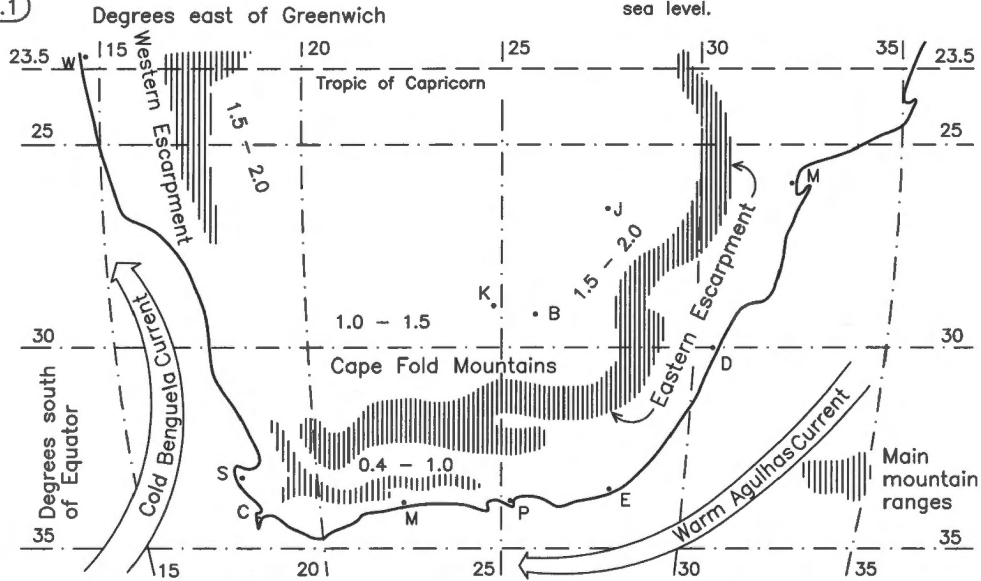 .1
Degrees east of Greenwich
sea level.
15
20
25
30
35
23.5
23.5
W
Tropic of Capricorn
Western Escarpment
1.5 – 2.0
25
25
M
J
1.5 – 2.0
Eastern Escarpment
K
B
1.0 – 1.5
30
30
Cape Fold Mountains
D
Cold Bengnela Current
Degrees south
of Equator
0.4 – 1.0
S
C
M
P
E
Warm Agulhas Current
Main
mountain
ranges
35
35
15
20
25
30
35